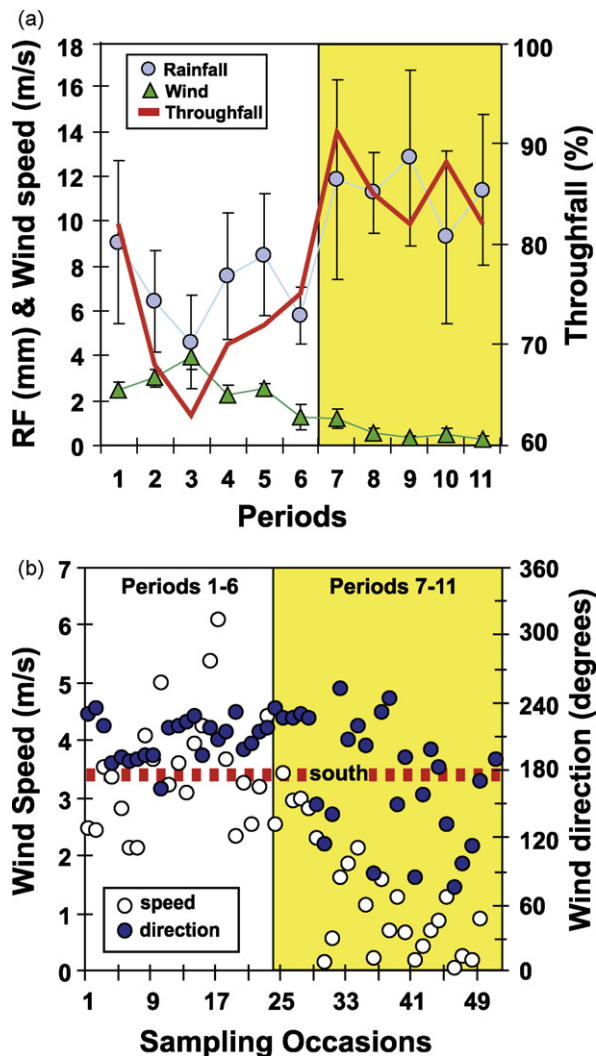 (a)
18
16
14
12
10
8
6
4
2
0
RF (mm) & Wind speed (m/s)
Rainfall
Wind
Throughfall
100
90
80
70
60
Throughfall (%)
1 2 3 4 5 6 7 8 9 10 11
Periods
(b)
7
6
5
4
3
2
1
0
Wind Speed (m/s)
Periods 1-6
Periods 7-11
south
speed
direction
360
300
240
180
120
60
0
Wind direction (degrees)
1 9 17 25 33 41 49
Sampling Occasions